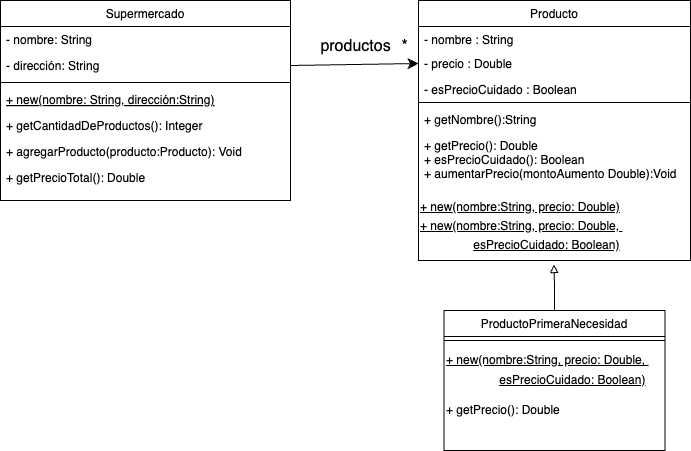 Supermercado
- nombre: String
- dirección: String
+ new(nombre: String, dirección:String)
+ getCantidadDeProductos(): Integer
+ agregarProducto(producto:Producto): Void
+ getPrecioTotal(): Double
productos *
Producto
- nombre : String
- precio : Double
- esPrecioCuidado : Boolean
+ getNombre():String
+ getPrecio(): Double
+ esPrecioCuidado(): Boolean
+ aumentarPrecio(montoAumento Double):Void
+ new(nombre:String, precio: Double)
+ new(nombre:String, precio: Double,
esPrecioCuidado: Boolean)
ProductoPrimeraNecesidad
+ new(nombre:String, precio: Double,
esPrecioCuidado: Boolean)
+ getPrecio(): Double